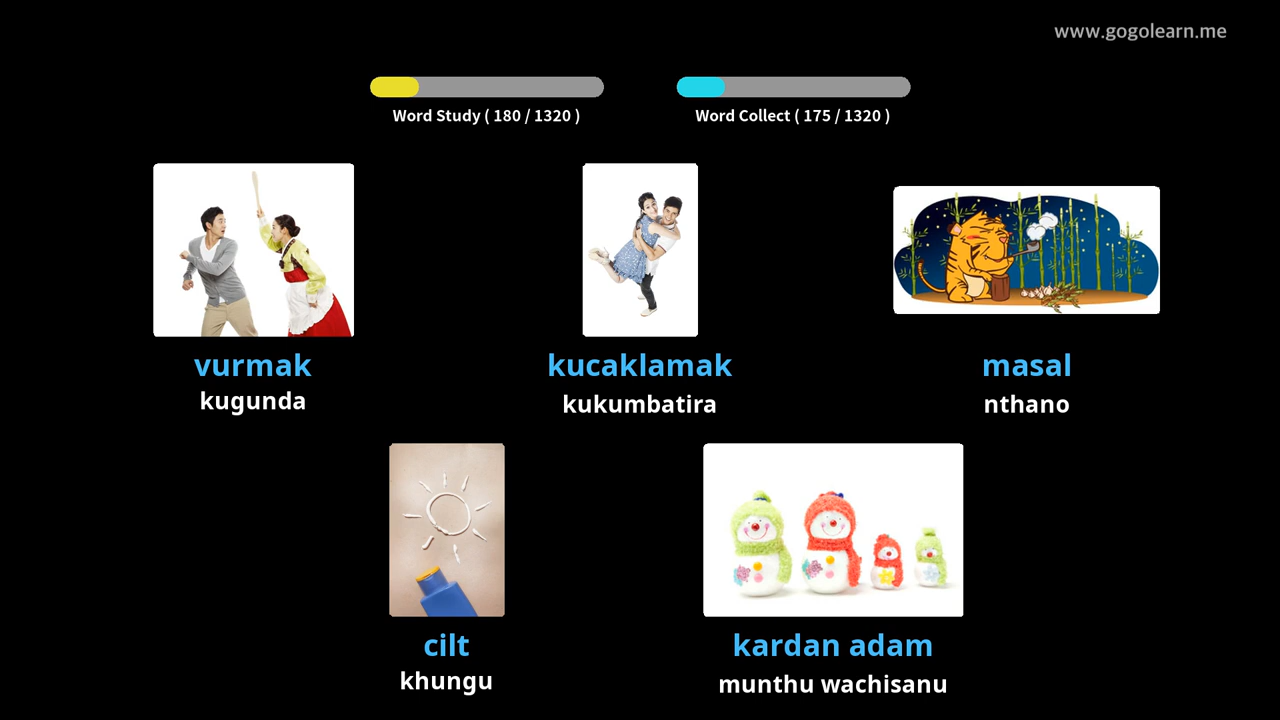 www.gogolearn.me
Word Study ( 180 / 1320 )
Word Collect ( 175 / 1320 )
vurmak
kugunda
kucaklamak
kukumbatira
masal
nthano
cilt
khungu
kardan adam
munthu wachisanu